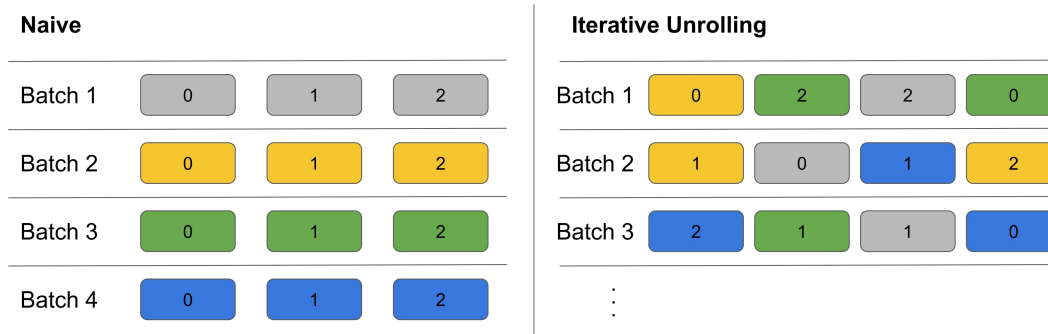 Naive
Batch 1 0 1 2
Batch 2 0 1 2
Batch 3 0 1 2
Batch 4 0 1 2
Iterative Unrolling
Batch 1 0 2 2 0
Batch 2 1 0 1 2
Batch 3 2 1 1 0